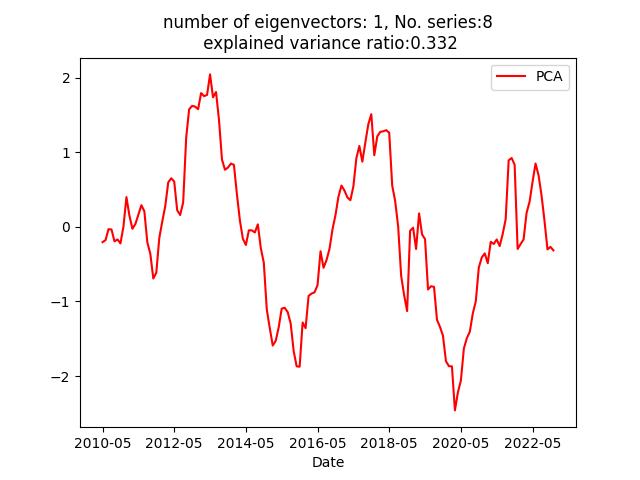 number of eigenvectors: 1, No. series:8
explained variance ratio:0.332
PCA
2
1
0
−1
−2
2010-05 2012-05 2014-05 2016-05 2018-05 2020-05 2022-05
Date